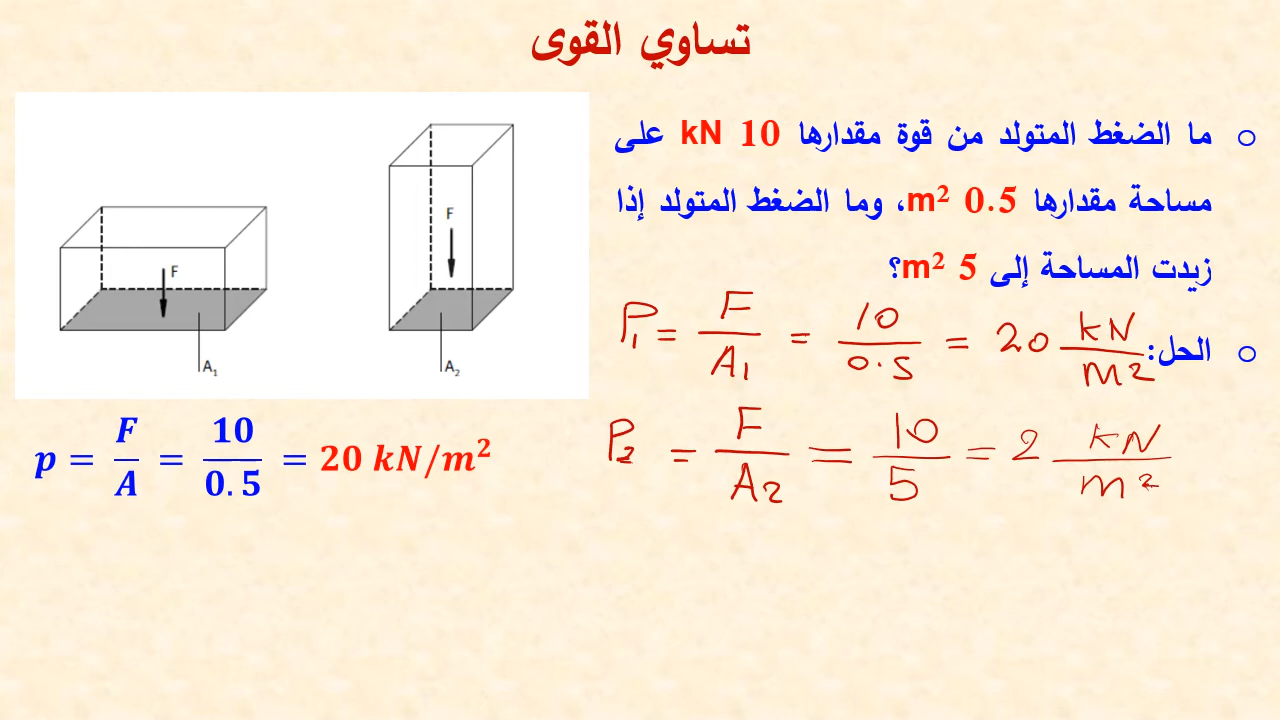 تساوي القوى
○ ما الضغط المتولد من قوة مقدارها 10 kN على
مساحة مقدارها 0.5 m²، وما الضغط المتولد إذا
زيدت المساحة إلى 5 m²؟
○ الحل:
P₁ = F/A₁ = 10/0.5 = 20 kN/m²
P₂ = F/A₂ = 10/5 = 2 kN/m²
F
A₁
F
A₂
p = F/A = 10/0.5 = 20 kN/m²